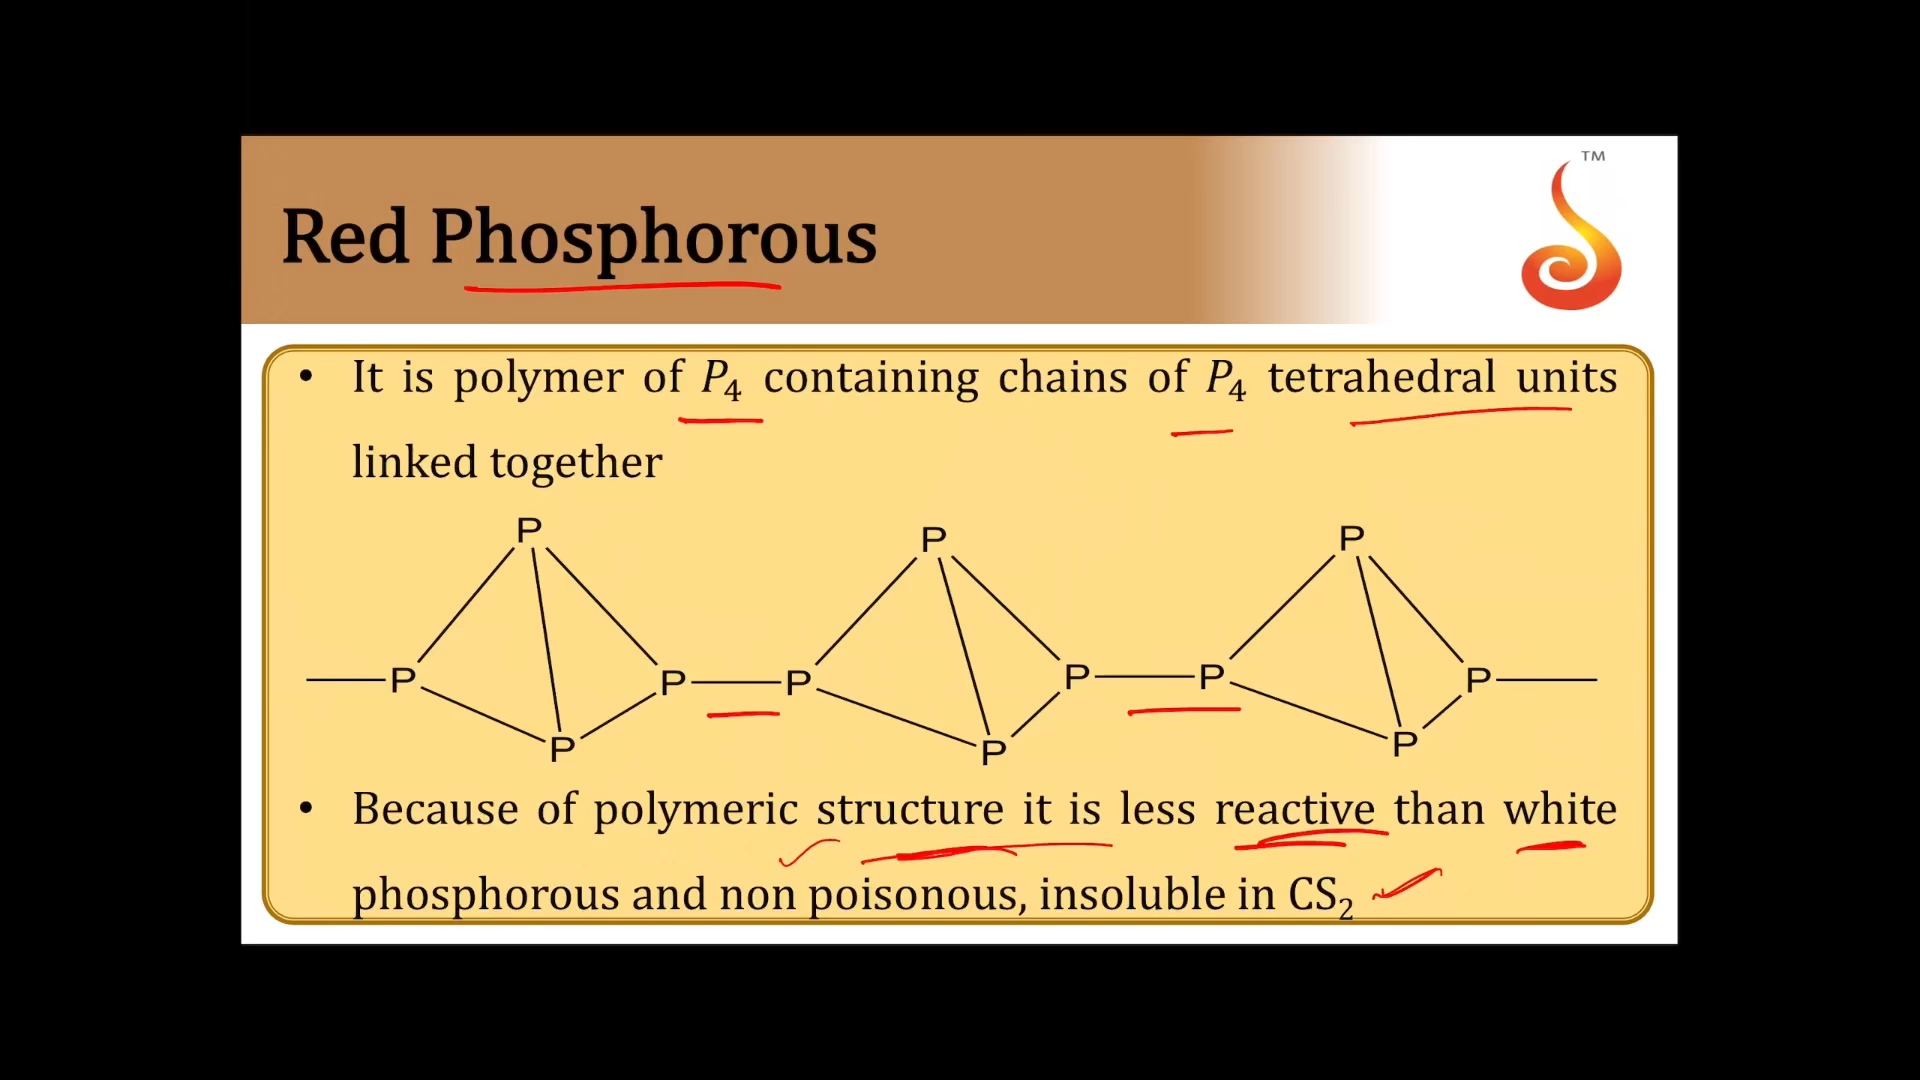 TM
Red Phosphorous
• It is polymer of P₄ containing chains of P₄ tetrahedral units
linked together
P P P
P P P P P P
P P P
• Because of polymeric structure it is less reactive than white
phosphorous and non poisonous, insoluble in CS₂